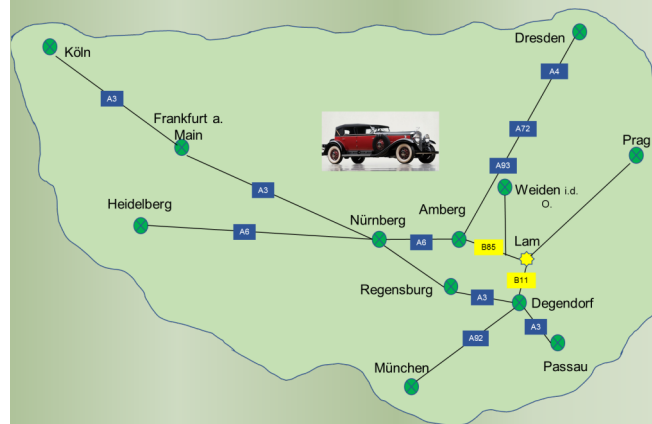 Dresden
Köln
A4
A3
Frankfurt a.
Main
A72
Prag
A93
A3
Weiden i.d.
O.
Heidelberg
Amberg
Nürnberg
A6
A6
B85
Lam
B11
Regensburg
A3
Degendorf
A3
A92
München
Passau